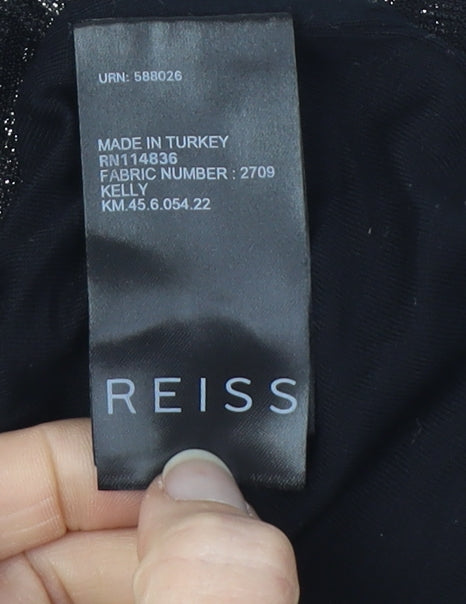 URN: 588026
MADE IN TURKEY
RN114836
FABRIC NUMBER : 2709
KELLY
KM.45.6.054.22
REISS